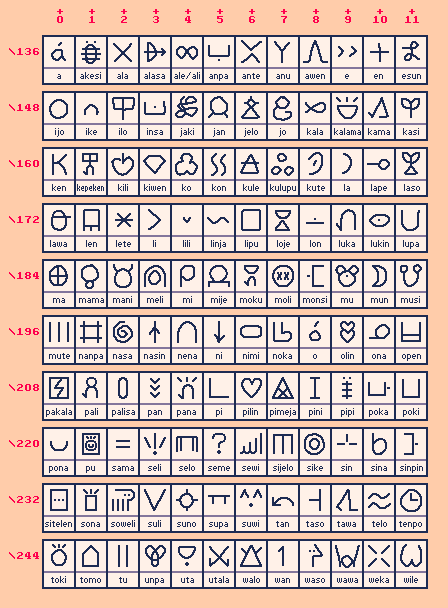 + + + + + + + + + + + +
0 1 2 3 4 5 6 7 8 9 10 11
\136
a akesi ala alasa ale/ali anpa ante anu awen e en esun
\148
ijo ike ilo insa jaki jan jelo jo kala kalama kama kasi
\160
ken kepeken kili kiwen ko kon kule kulupu kute la lape laso
\172
lawa len lete li lili linja lipu loje lon luka lukin lupa
\184
ma mama mani meli mi mije moku moli monsi mu mun musi
\196
mute nanpa nasa nasin nena ni nimi noka o olin ona open
\208
pakala pali palisa pan pana pi pilin pimeja pini pipi poka poki
\220
pona pu sama seli selo seme sewi sijelo sike sin sina sinpin
\232
sitelen sona soweli suli suno supa suwi tan taso tawa telo tenpo
\244
toki tomo tu unpa uta utala walo wan waso wawa weka wile